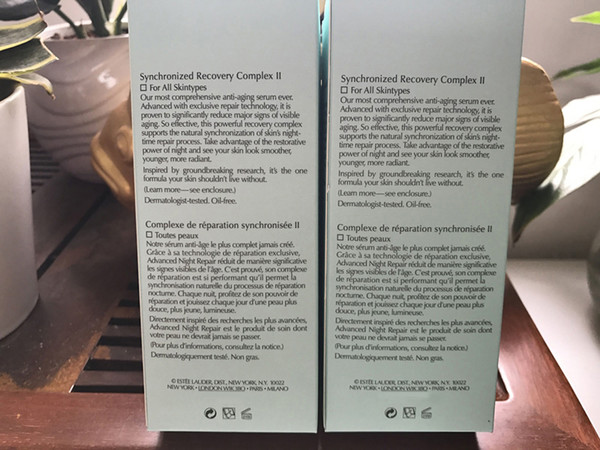 Synchronized Recovery Complex II
☐ For All Skintypes
Our most comprehensive anti-aging serum ever.
Advanced with exclusive repair technology, it is
proven to significantly reduce major signs of visible
aging. So effective, this powerful recovery complex
supports the natural synchronization of skin's night-
time repair process. Take advantage of the restorative
power of night and see your skin look smoother,
younger, more radiant.
Inspired by groundbreaking research, it's the one
formula your skin shouldn't live without.
(Learn more—see enclosure.)
Dermatologist-tested. Oil-free.
Complexe de réparation synchronisée II
☐ Toutes peaux
Notre sérum anti-âge le plus complet jamais créé.
Grâce à sa technologie de réparation exclusive,
Advanced Night Repair réduit de manière significative
les signes visibles de l'âge. C'est prouvé, son complexe
de réparation est si performant qu'il permet la
synchronisation naturelle du processus de réparation
nocturne. Chaque nuit, profitez de son pouvoir de
réparation et jouissez chaque jour d'une peau plus
douce, plus jeune, lumineuse.
Directement inspiré des recherches les plus avancées,
Advanced Night Repair est le produit de soin dont
votre peau ne devrait jamais se passer.
(Pour plus d'informations, consultez la notice.)
Dermatologiquement testé. Non gras.
© ESTĒE LAUDER, DIST., NEW YORK, N.Y. 10022
NEW YORK • LONDON W1K 3BQ • PARIS • MILANO
Synchronized Recovery Complex II
☐ For All Skintypes
Our most comprehensive anti-aging serum ever.
Advanced with exclusive repair technology, it is
proven to significantly reduce major signs of visible
aging. So effective, this powerful recovery complex
supports the natural synchronization of skin's night-
time repair process. Take advantage of the restorative
power of night and see your skin look smoother,
younger, more radiant.
Inspired by groundbreaking research, it's the one
formula your skin shouldn't live without.
(Learn more—see enclosure.)
Dermatologist-tested. Oil-free.
Complexe de réparation synchronisée II
☐ Toutes peaux
Notre sérum anti-âge le plus complet jamais créé.
Grâce à sa technologie de réparation exclusive,
Advanced Night Repair réduit de manière significative
les signes visibles de l'âge. C'est prouvé, son complexe
de réparation est si performant qu'il permet la
synchronisation naturelle du processus de réparation
nocturne. Chaque nuit, profitez de son pouvoir de
réparation et jouissez chaque jour d'une peau plus
douce, plus jeune, lumineuse.
Directement inspiré des recherches les plus avancées,
Advanced Night Repair est le produit de soin dont
votre peau ne devrait jamais se passer.
(Pour plus d'informations, consultez la notice.)
Dermatologiquement testé. Non gras.
© ESTĒE LAUDER, DIST., NEW YORK, N.Y. 10022
NEW YORK • LONDON W1K 3BQ • PARIS • MILANO